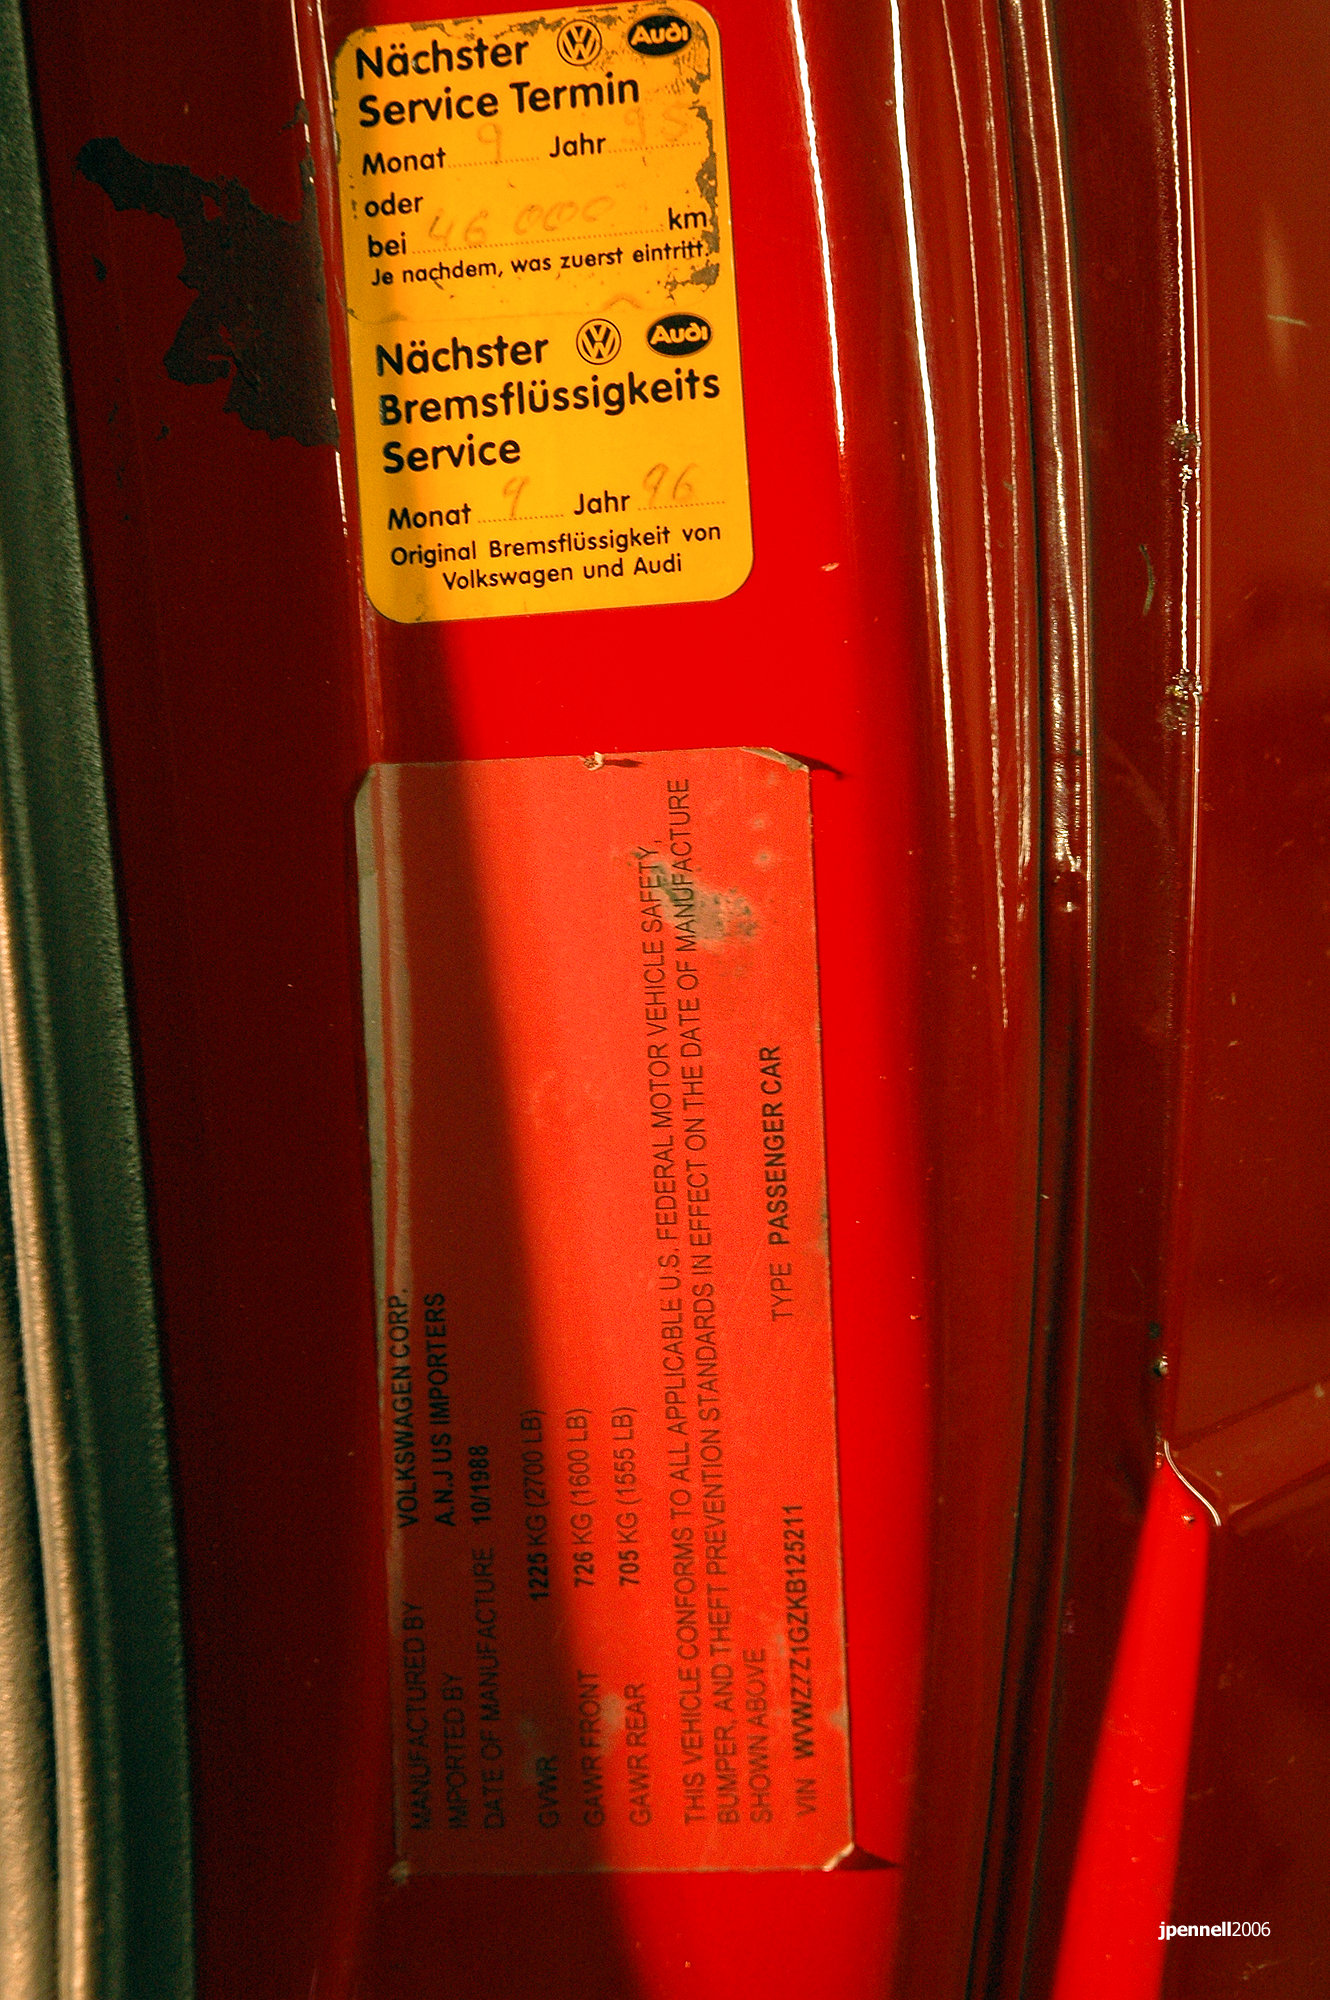 Nächster Audi
Service Termin
Monat 9 Jahr 95
oder
bei 46 000 km
Je nachdem, was zuerst eintritt.
Nächster Audi
Bremsflüssigkeits
Service
Monat 9 Jahr 96
Original Bremsflüssigkeit von
Volkswagen und Audi
MANUFACTURED BY VOLKSWAGEN CORP.
IMPORTED BY A.N.J US IMPORTERS
DATE OF MANUFACTURE 10/1988
GVWR 1225 KG (2700 LB)
GAWR FRONT 726 KG (1600 LB)
GAWR REAR 705 KG (1555 LB)
THIS VEHICLE CONFORMS TO ALL APPLICABLE U.S. FEDERAL MOTOR VEHICLE SAFETY,
BUMPER, AND THEFT PREVENTION STANDARDS IN EFFECT ON THE DATE OF MANUFACTURE
SHOWN ABOVE
VIN WVWZZZ1GZKB125211 TYPE PASSENGER CAR
jpennell2006